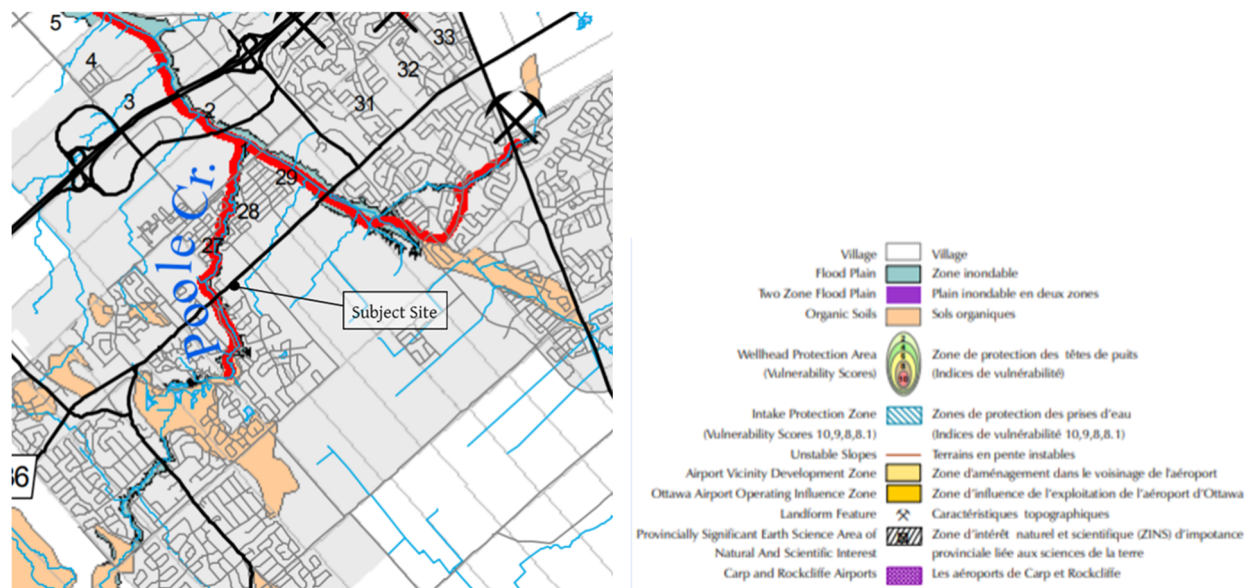 5
33
4
32
3
31
2
1
29
28
27
Poole Cr.
Subject Site
36
Village Village
Flood Plain Zone inondable
Two Zone Flood Plain Plain inondable en deux zones
Organic Soils Sols organiques
Wellhead Protection Area Zone de protection des têtes de puits
(Vulnerability Scores) (Indices de vulnérabilité)
10
Intake Protection Zone Zones de protection des prises d'eau
(Vulnerability Scores 10,9,8,8.1) (Indices de vulnérabilité 10,9,8,8.1)
Unstable Slopes Terrains en pente instables
Airport Vicinity Development Zone Zone d'aménagement dans le voisinage de l'aéroport
Ottawa Airport Operating Influence Zone Zone d'influence de l'exploitation de l'aéroport d'Ottawa
Landform Feature Caractéristiques topographiques
Provincially Significant Earth Science Area of Zone d'intérêt naturel et scientifique (ZINS) d'impotance
Natural And Scientific Interest provinciale liée aux sciences de la terre
Carp and Rockcliffe Airports Les aéroports de Carp et Rockliffe